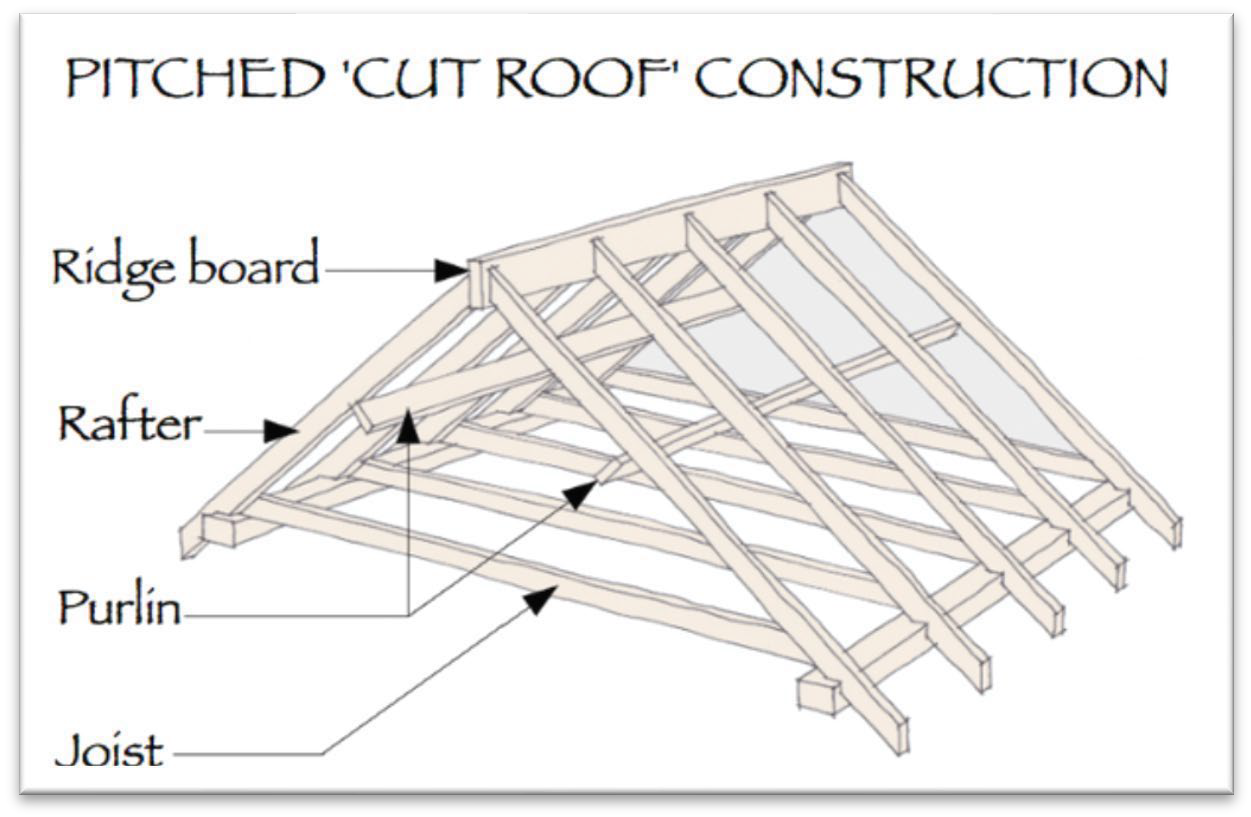 PITCHED 'CUT ROOF' CONSTRUCTION
Ridge board
Rafter
Purlin
Joist